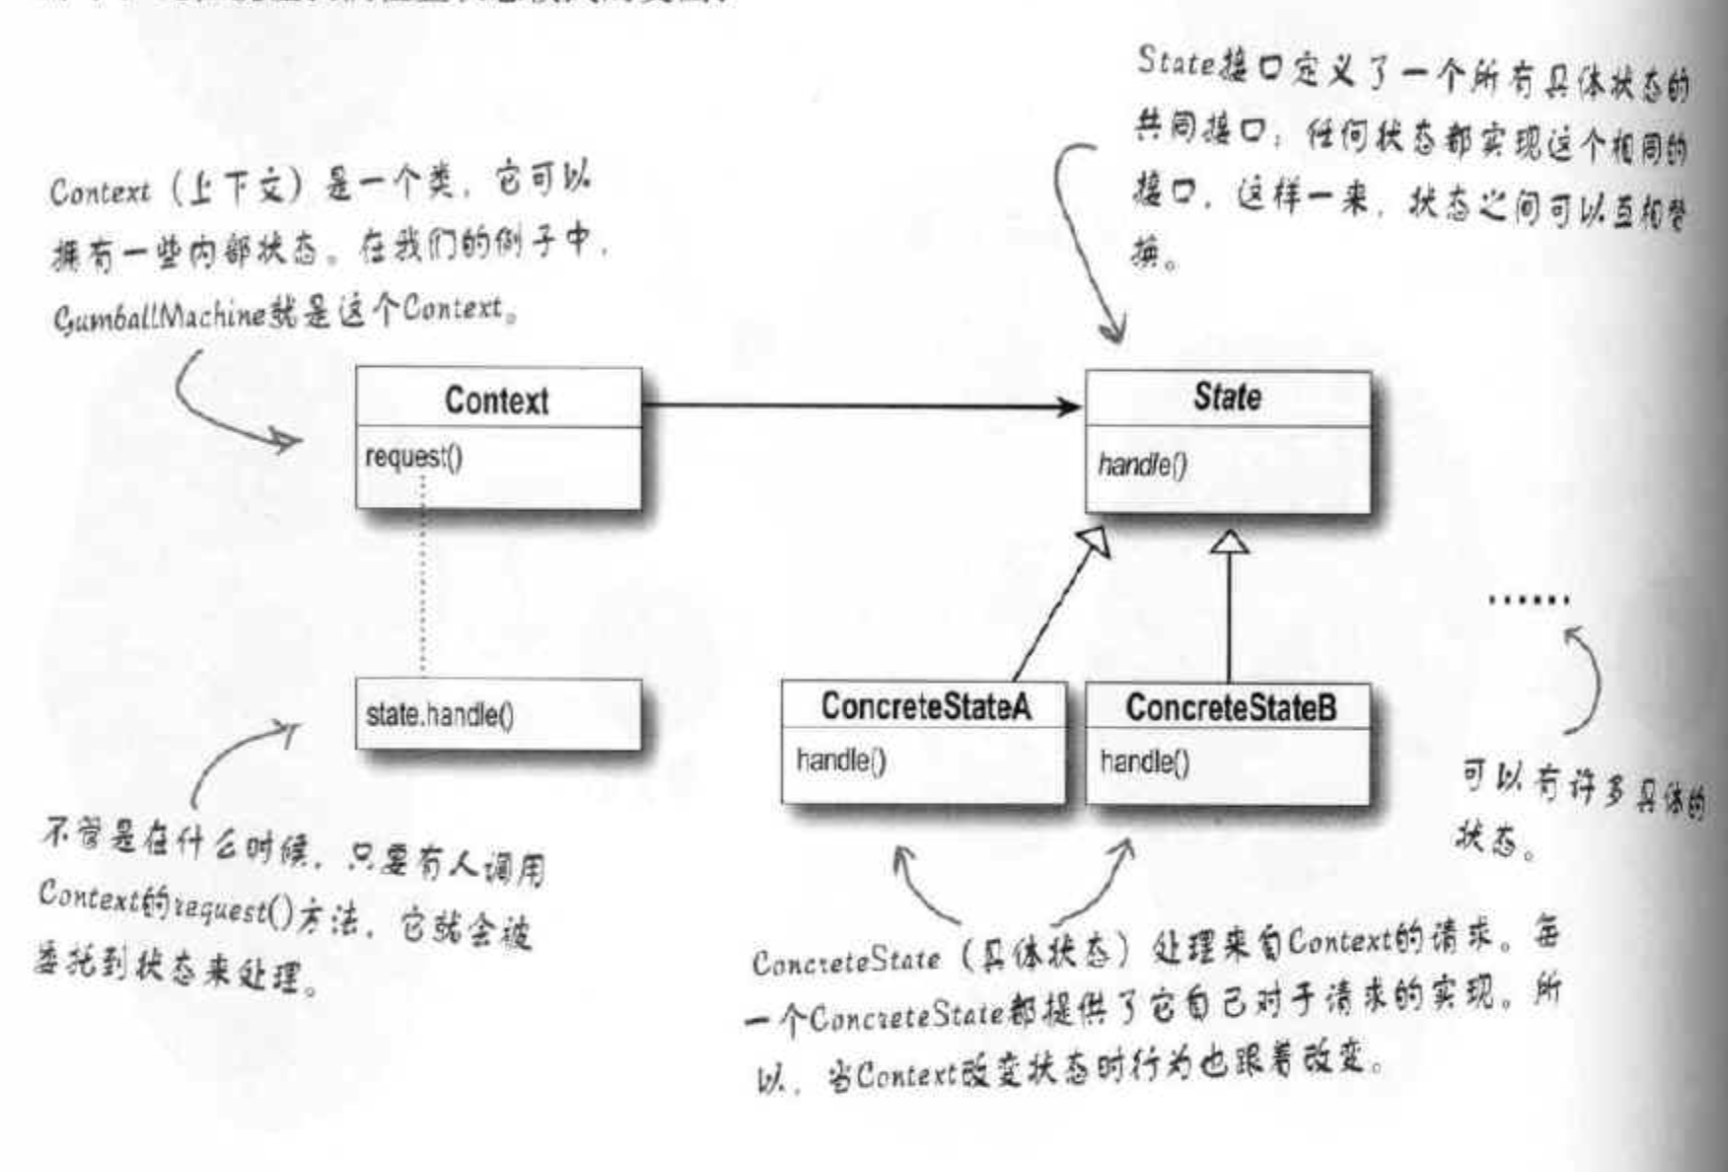 State接口定义了一个所有具体状态的
共同接口；任何状态都实现这个相同的
接口，这样一来，状态之间可以互相替
换。
Context（上下文）是一个类，它可以
拥有一些内部状态。在我们的例子中，
GumballMachine就是这个Context。
Context
request()
State
handle()
......
state.handle()
ConcreteStateA
handle()
ConcreteStateB
handle()
可以有许多具体的
状态。
不管是在什么时候，只要有人调用
Context的request()方法，它就会被
委托到状态来处理。
ConcreteState（具体状态）处理来自Context的请求。每
一个ConcreteState都提供了它自己对于请求的实现。所
以，当Context改变状态时行为也跟着改变。